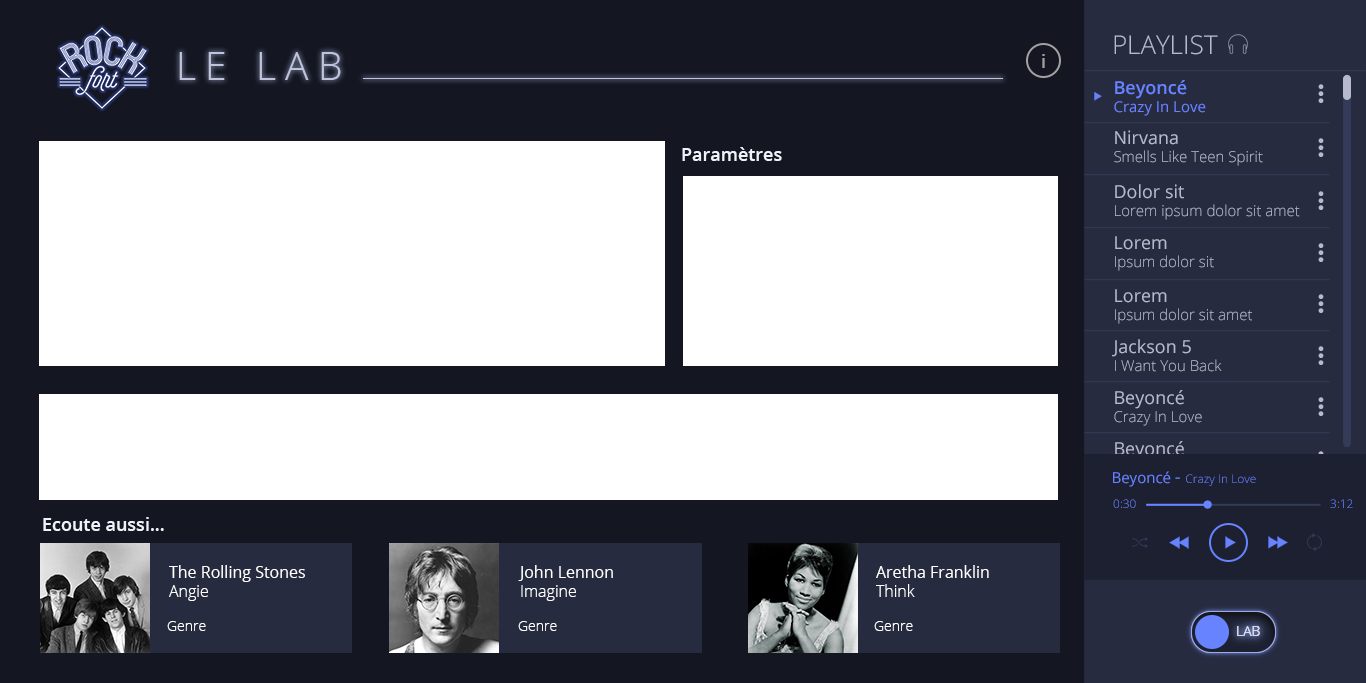 ROCK
fort
LE LAB
i
Paramètres
Ecoute aussi...
The Rolling Stones
Angie
Genre
John Lennon
Imagine
Genre
Aretha Franklin
Think
Genre
PLAYLIST
Beyoncé
Crazy In Love
Nirvana
Smells Like Teen Spirit
Dolor sit
Lorem ipsum dolor sit amet
Lorem
Ipsum dolor sit
Lorem
Ipsum dolor sit amet
Jackson 5
I Want You Back
Beyoncé
Crazy In Love
Beyoncé
Beyoncé - Crazy In Love
0:30 3:12
LAB